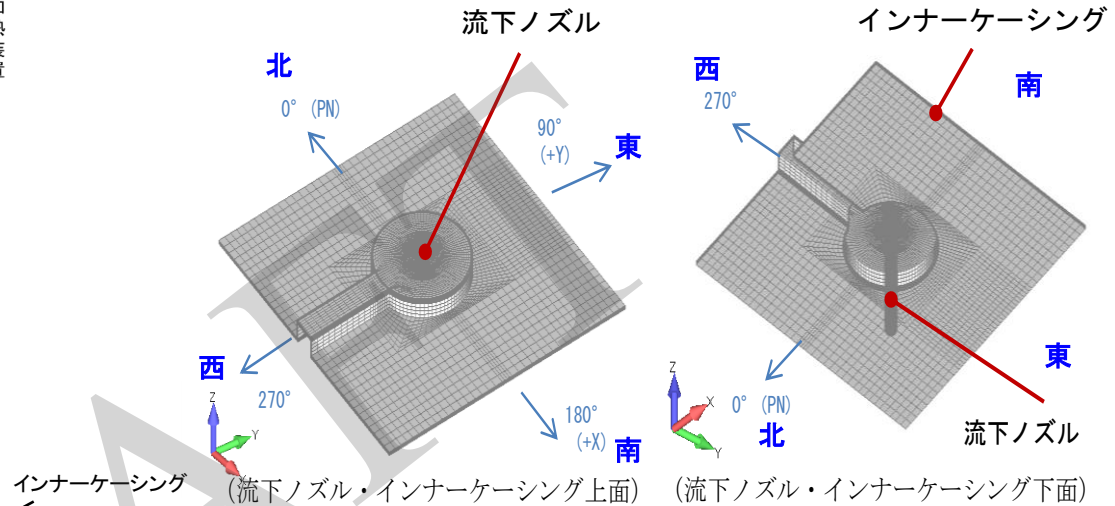 流下ノズル
北
0° (PN)
90°
(+Y)
東
西
270°
180°
(+X)
南
Z
Y
インナーケーシング
(流下ノズル・インナーケーシング上面)
インナーケーシング
西
270°
南
東
0° (PN)
北
Z
X
Y
流下ノズル
(流下ノズル・インナーケーシング下面)